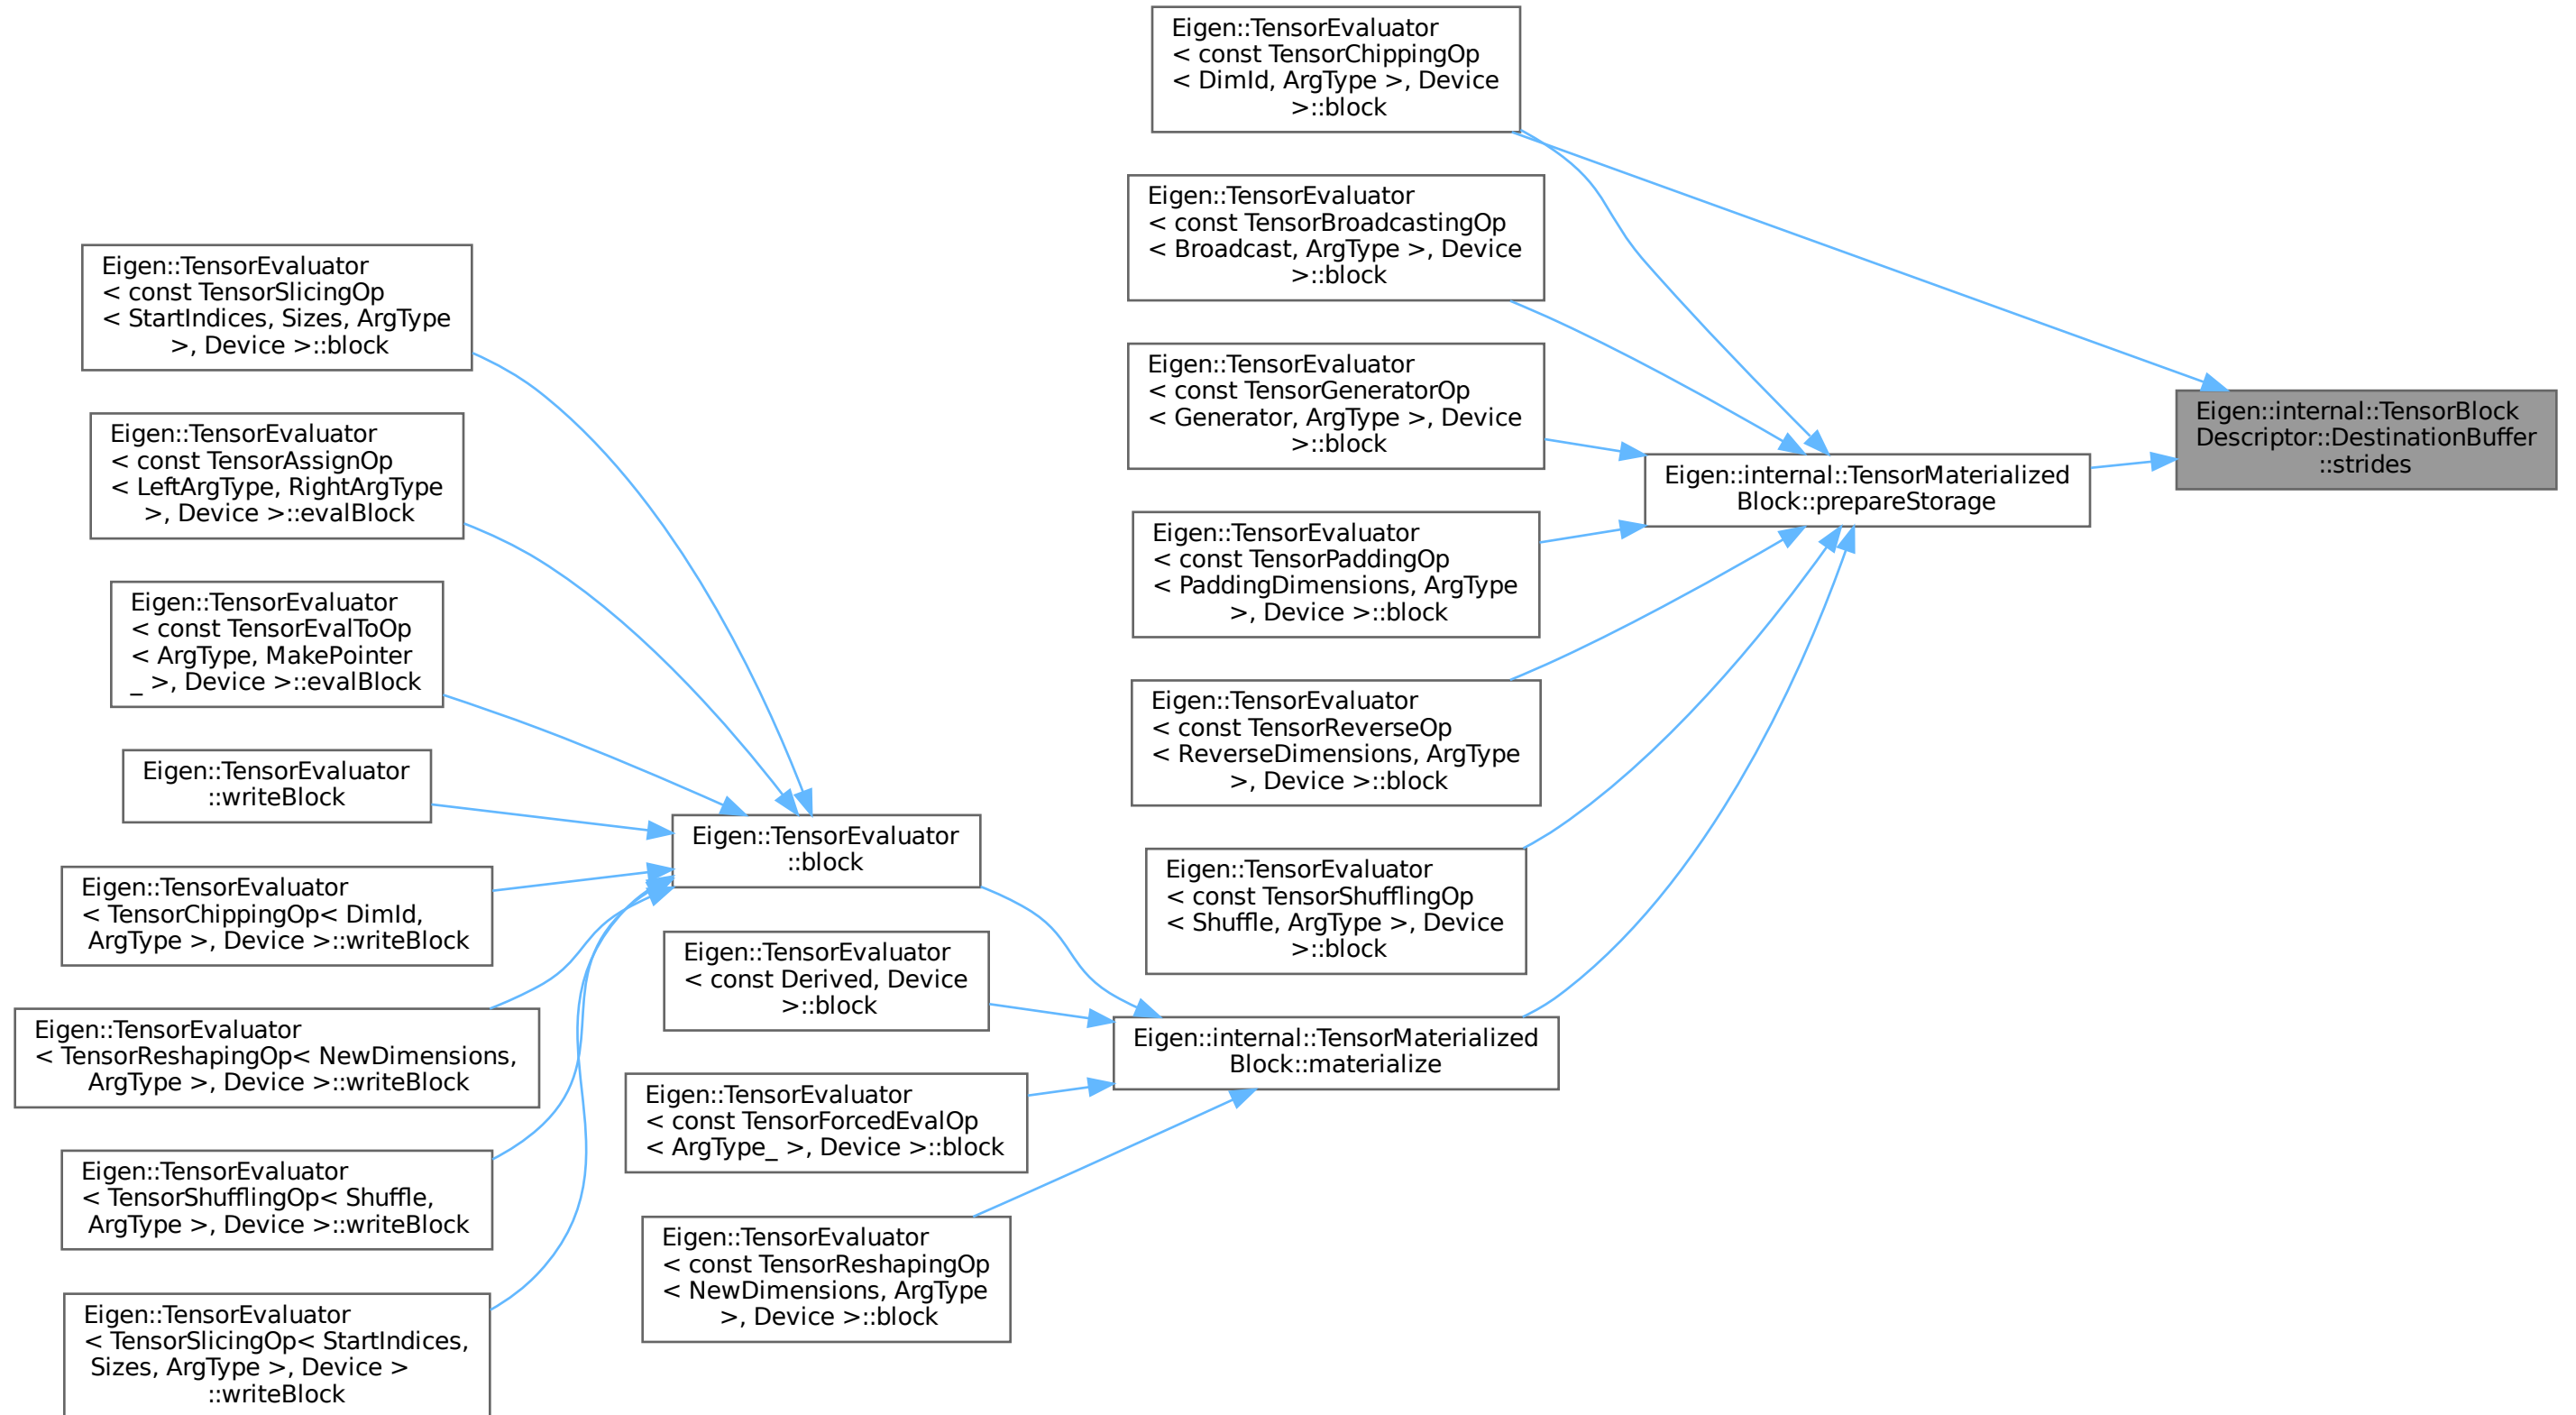 Eigen::TensorEvaluator
< const TensorChippingOp
< DimId, ArgType >, Device
>::block
Eigen::TensorEvaluator
< const TensorBroadcastingOp
< Broadcast, ArgType >, Device
>::block
Eigen::TensorEvaluator
< const TensorGeneratorOp
< Generator, ArgType >, Device
>::block
Eigen::TensorEvaluator
< const TensorPaddingOp
< PaddingDimensions, ArgType
>, Device >::block
Eigen::TensorEvaluator
< const TensorReverseOp
< ReverseDimensions, ArgType
>, Device >::block
Eigen::TensorEvaluator
< const TensorShufflingOp
< Shuffle, ArgType >, Device
>::block
Eigen::internal::TensorMaterialized
Block::materialize
Eigen::internal::TensorMaterialized
Block::prepareStorage
Eigen::internal::TensorBlock
Descriptor::DestinationBuffer
::strides
Eigen::TensorEvaluator
::block
Eigen::TensorEvaluator
< const Derived, Device
>::block
Eigen::TensorEvaluator
< const TensorForcedEvalOp
< ArgType_ >, Device >::block
Eigen::TensorEvaluator
< const TensorReshapingOp
< NewDimensions, ArgType
>, Device >::block
Eigen::TensorEvaluator
< const TensorSlicingOp
< StartIndices, Sizes, ArgType
>, Device >::block
Eigen::TensorEvaluator
< const TensorAssignOp
< LeftArgType, RightArgType
>, Device >::evalBlock
Eigen::TensorEvaluator
< const TensorEvalToOp
< ArgType, MakePointer
_ >, Device >::evalBlock
Eigen::TensorEvaluator
::writeBlock
Eigen::TensorEvaluator
< TensorChippingOp< DimId,
ArgType >, Device >::writeBlock
Eigen::TensorEvaluator
< TensorReshapingOp< NewDimensions,
ArgType >, Device >::writeBlock
Eigen::TensorEvaluator
< TensorShufflingOp< Shuffle,
ArgType >, Device >::writeBlock
Eigen::TensorEvaluator
< TensorSlicingOp< StartIndices,
Sizes, ArgType >, Device >
::writeBlock